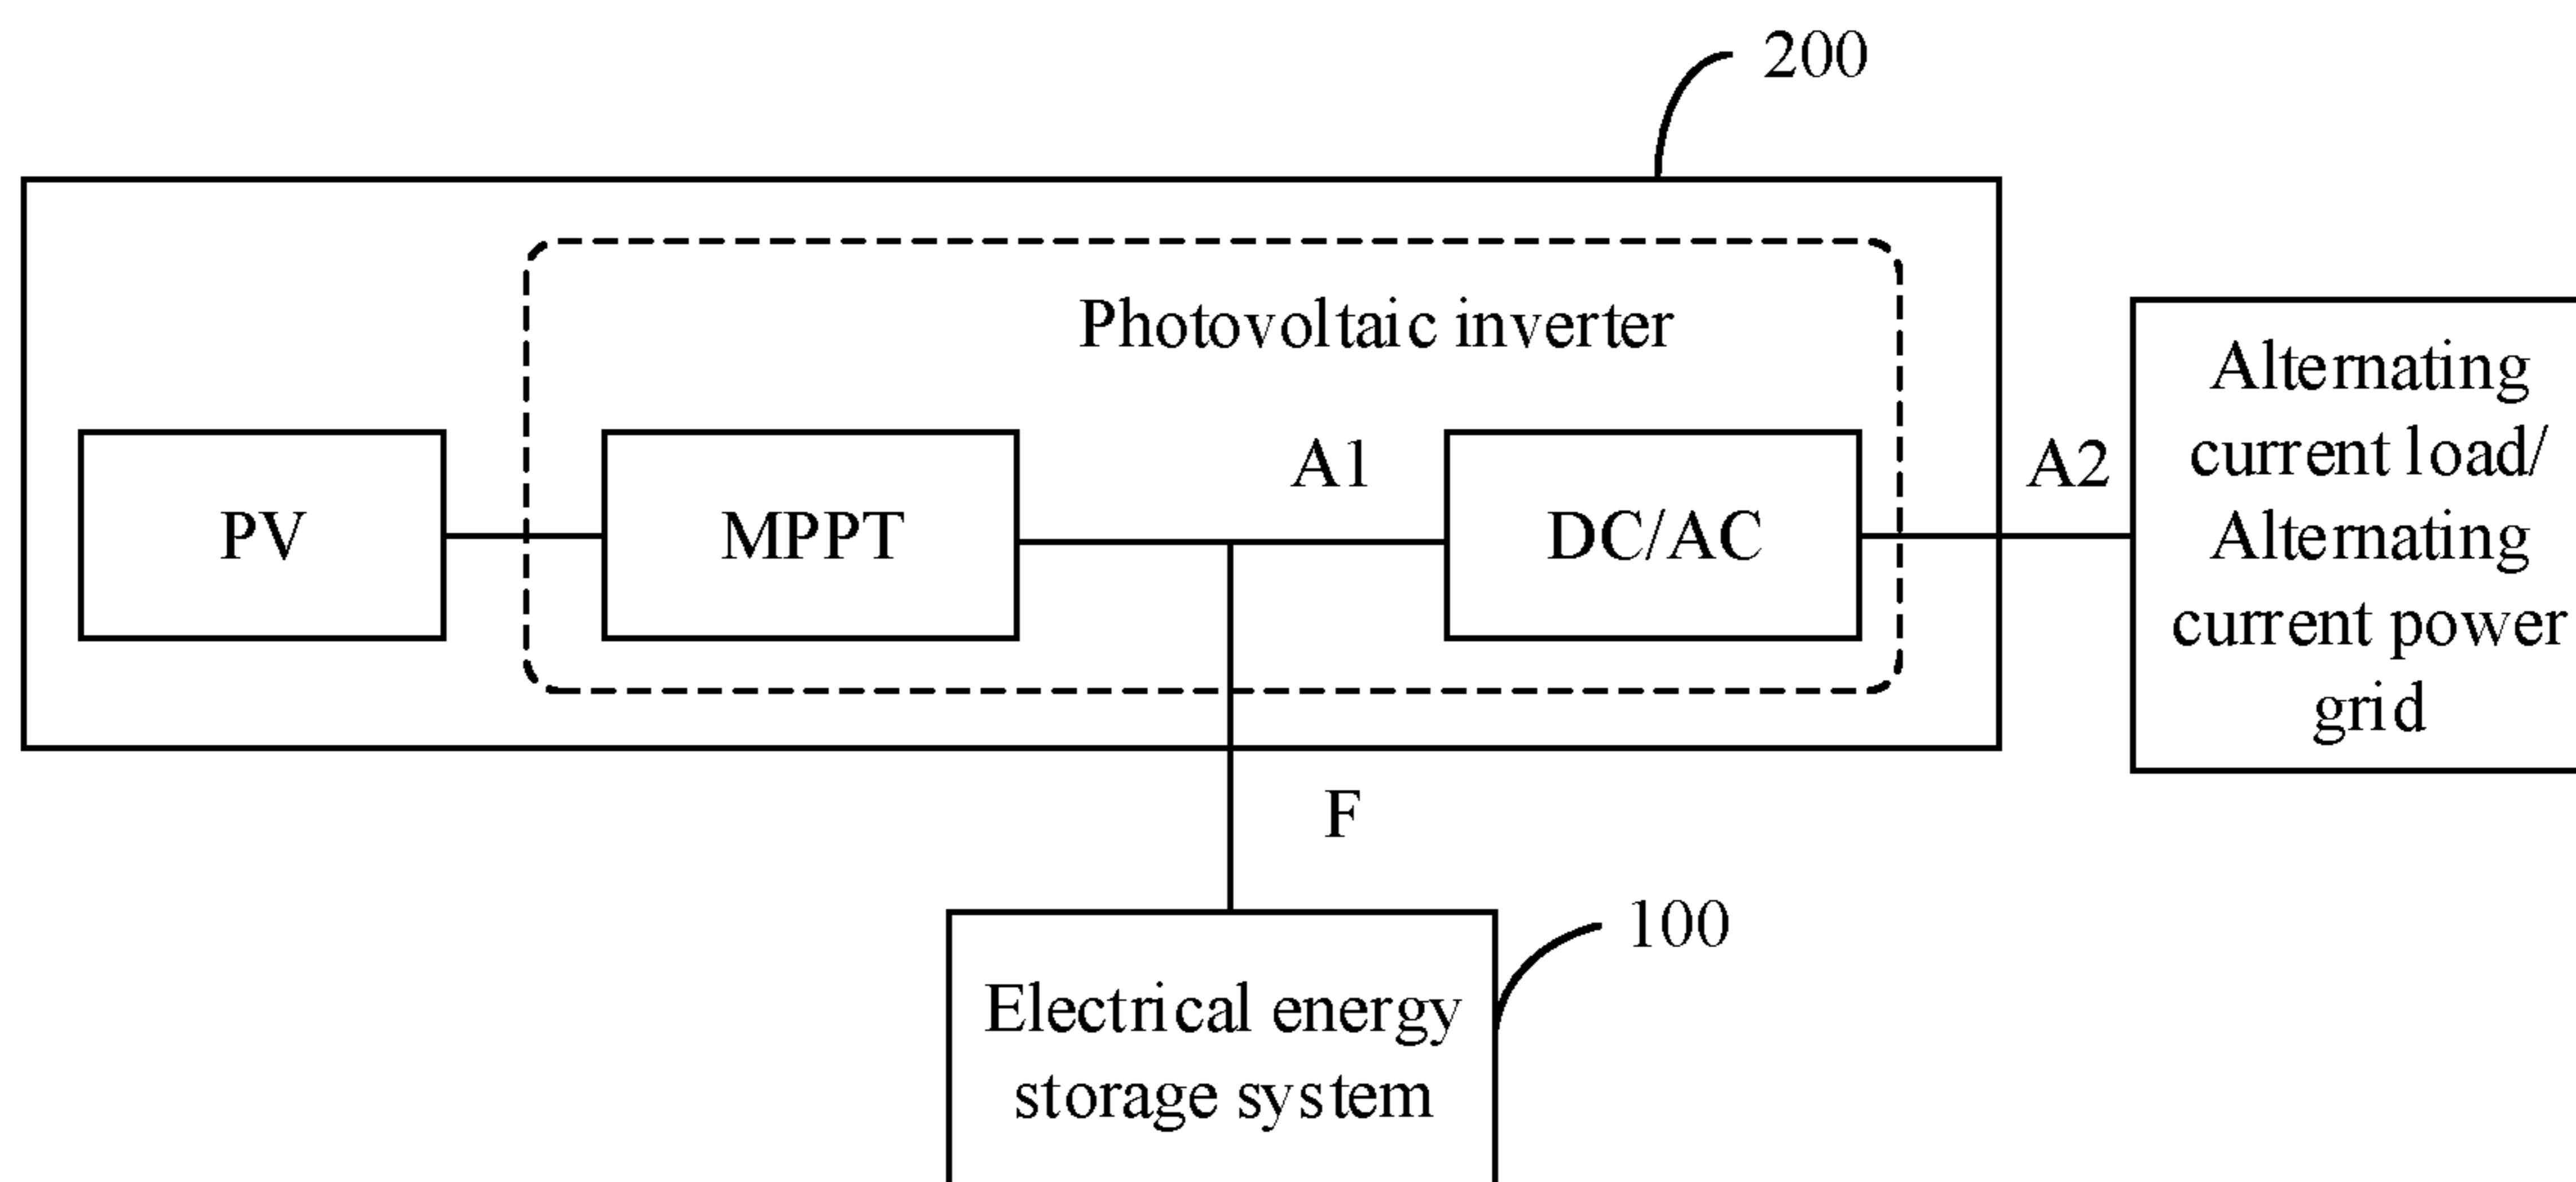 200
Photovoltaic inverter
PV
MPPT
A1
DC/AC
A2
Alternating
current load/
Alternating
current power
grid
F
100
Electrical energy
storage system